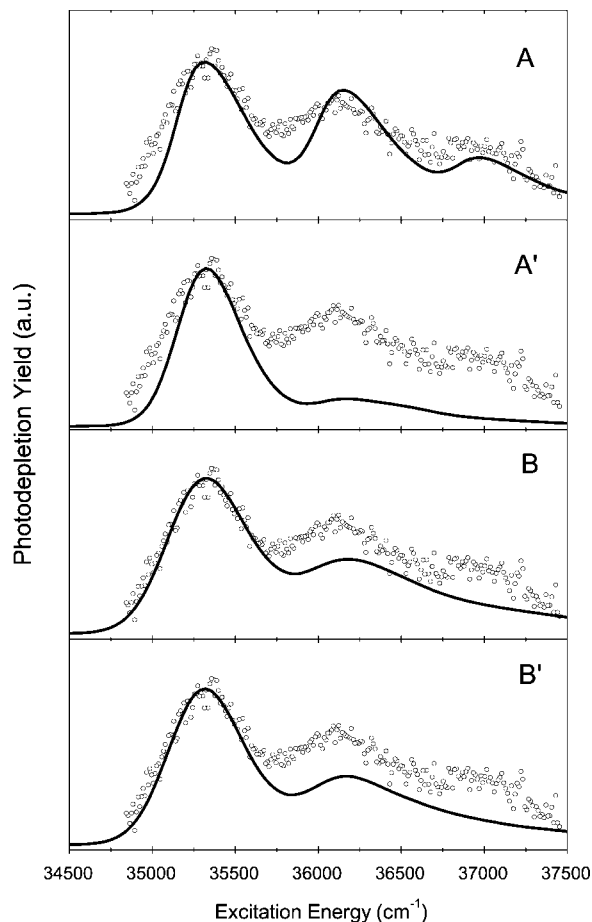 A
A'
B
B'
Photodepletion Yield (a.u.)
34500 35000 35500 36000 36500 37000 37500
Excitation Energy (cm⁻¹)